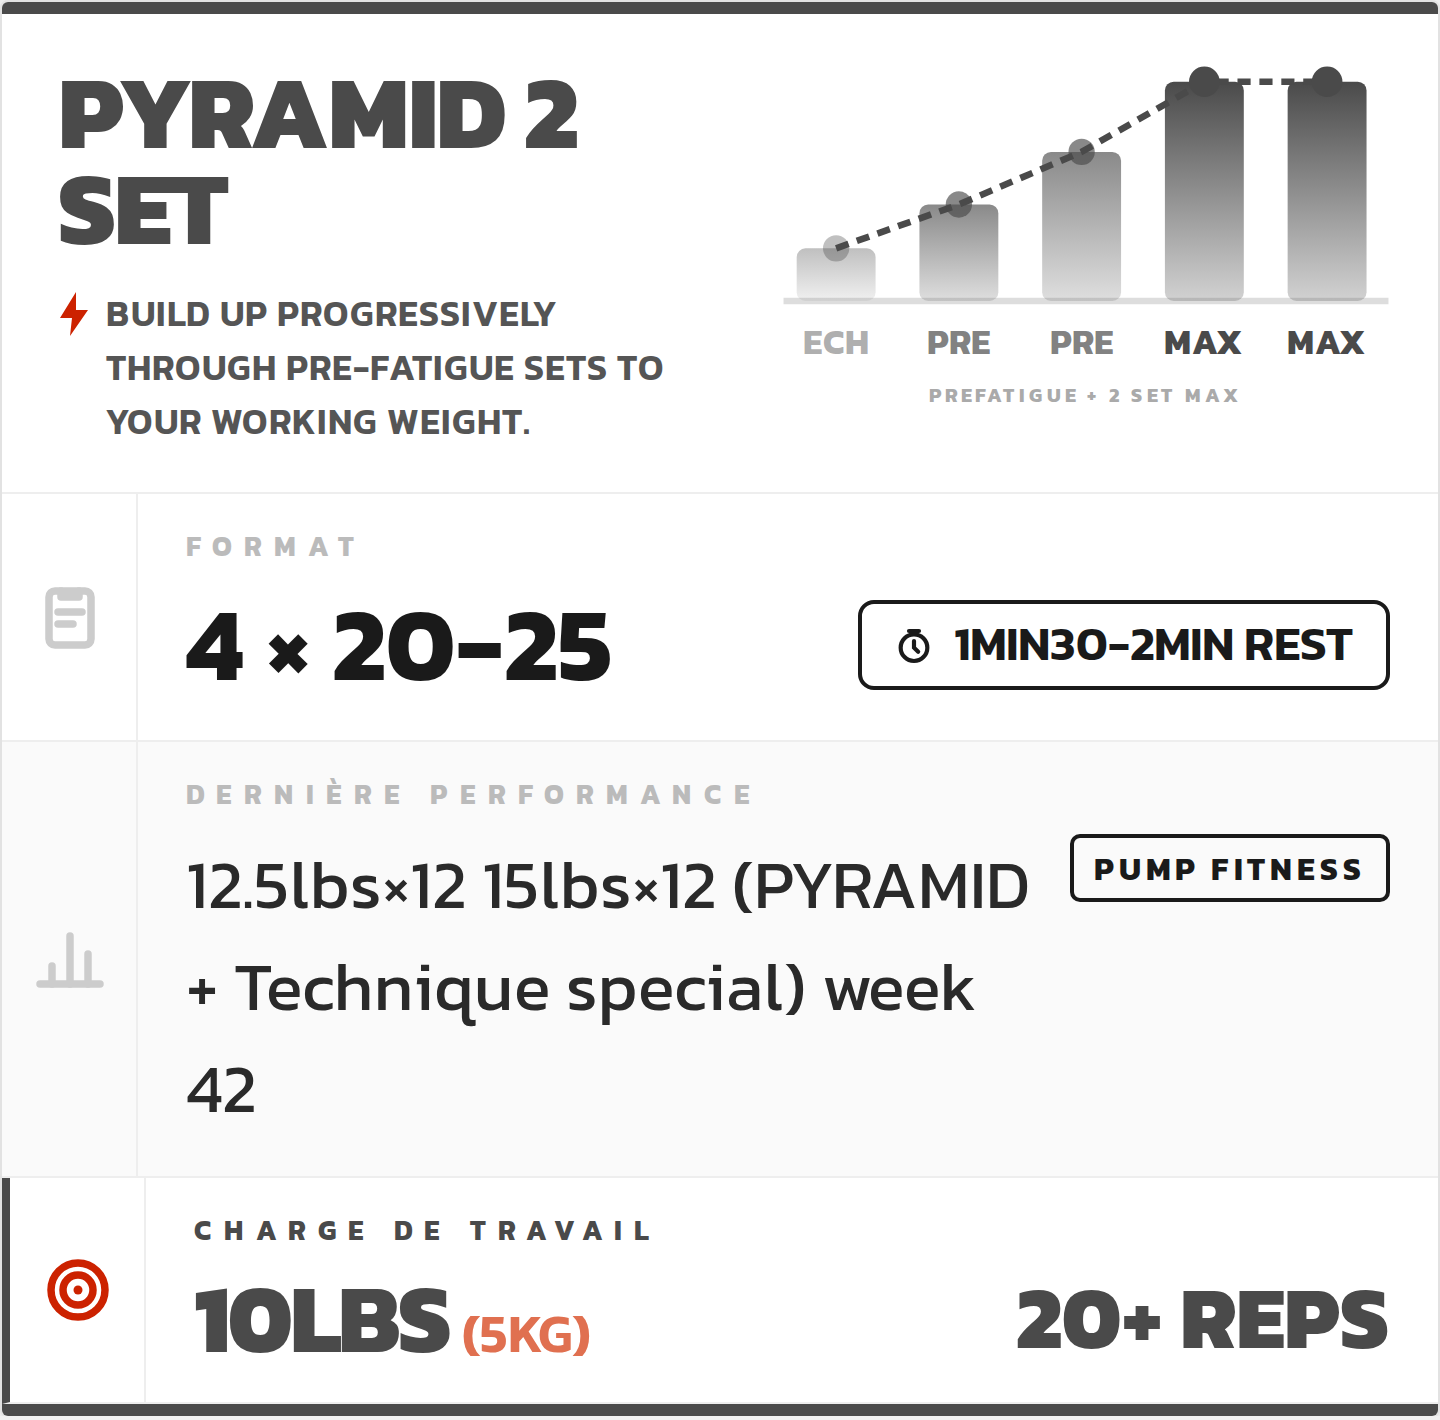 PYRAMID 2
SET
BUILD UP PROGRESSIVELY
THROUGH PRE-FATIGUE SETS TO
YOUR WORKING WEIGHT.
ECH PRE PRE MAX MAX
PREFATIGUE + 2 SET MAX
FORMAT
4 × 20-25
1MIN30-2MIN REST
DERNIÈRE PERFORMANCE
12.5lbs×12 15lbs×12 (PYRAMID
+ Technique special) week
42
PUMP FITNESS
CHARGE DE TRAVAIL
10LBS (5KG)
20+ REPS